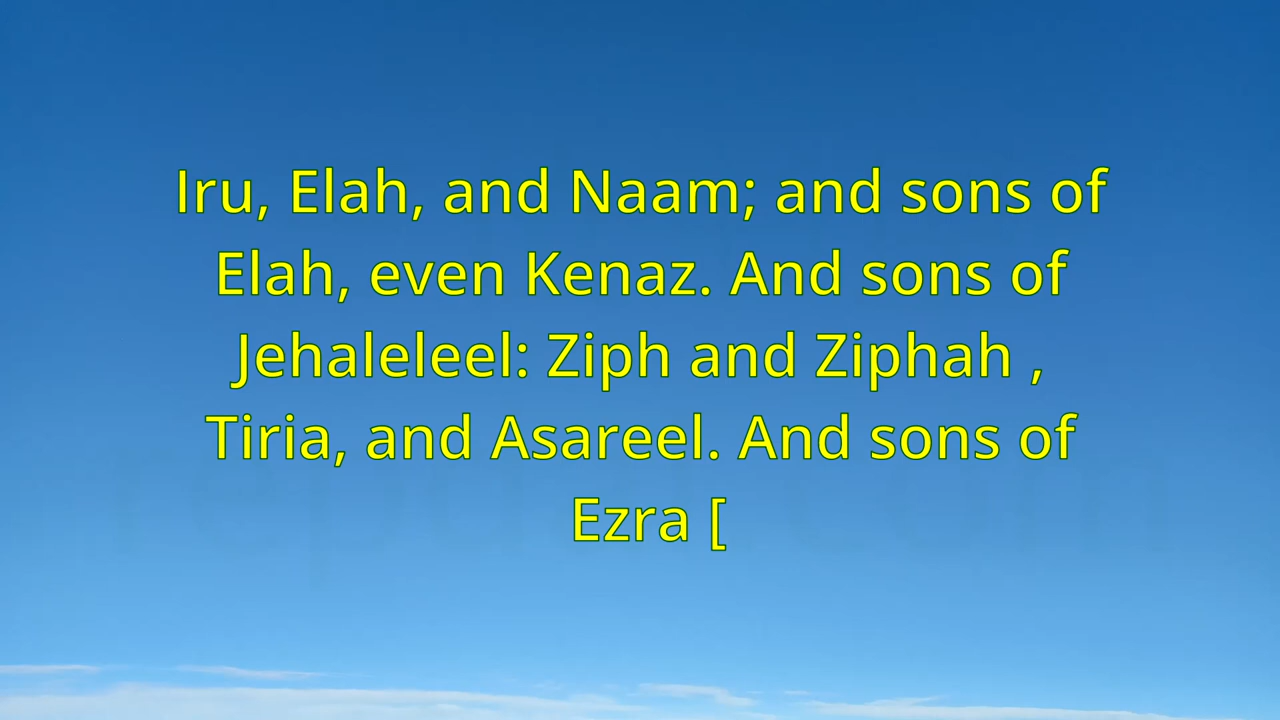 Iru, Elah, and Naam; and sons of
Elah, even Kenaz. And sons of
Jehaleleel: Ziph and Ziphah ,
Tiria, and Asareel. And sons of
Ezra [